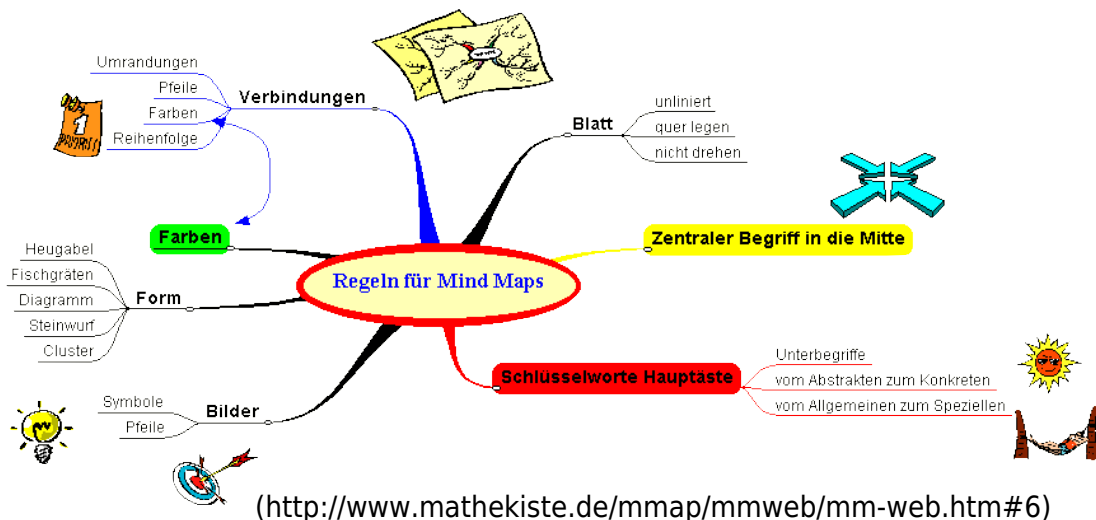 Umrandungen
Pfeile
Farben
Reihenfolge
Verbindungen
Blatt
unliniert
quer legen
nicht drehen
Farben
Zentraler Begriff in die Mitte
Regeln für Mind Maps
Heugabel
Fischgräten
Diagramm
Steinwurf
Cluster
Form
Schlüsselworte Hauptäste
Unterbegriffe
vom Abstrakten zum Konkreten
vom Allgemeinen zum Speziellen
Symbole
Pfeile
Bilder
1
(http://www.mathekiste.de/mmap/mmweb/mm-web.htm#6)